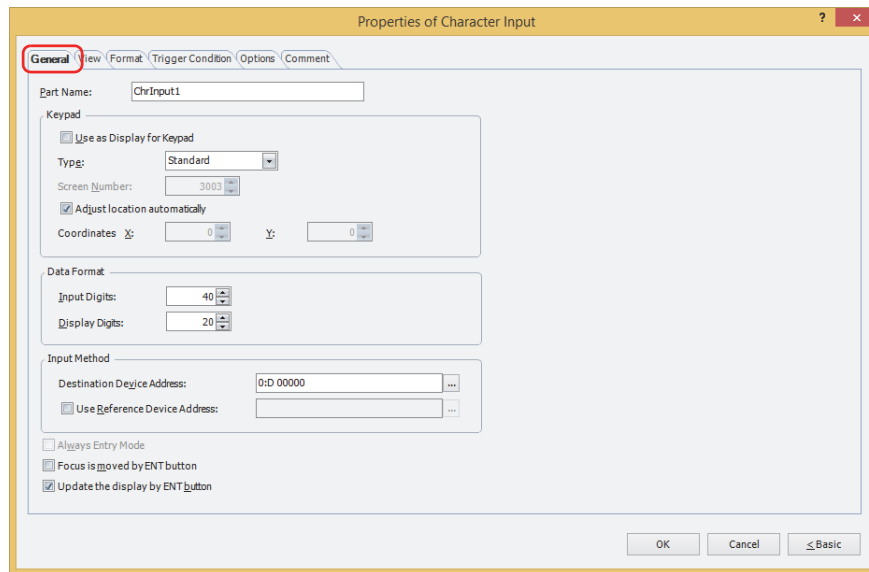 Properties of Character Input ? ×
General View Format Trigger Condition Options Comment
Part Name: ChrInput1
Keypad
Use as Display for Keypad
Type: Standard
Screen Number: 3003
Adjust location automatically
Coordinates X: 0 Y: 0
Data Format
Input Digits: 40
Display Digits: 20
Input Method
Destination Device Address: 0:D 00000 ...
Use Reference Device Address: ...
Always Entry Mode
Focus is moved by ENT button
Update the display by ENT button
OK Cancel < Basic